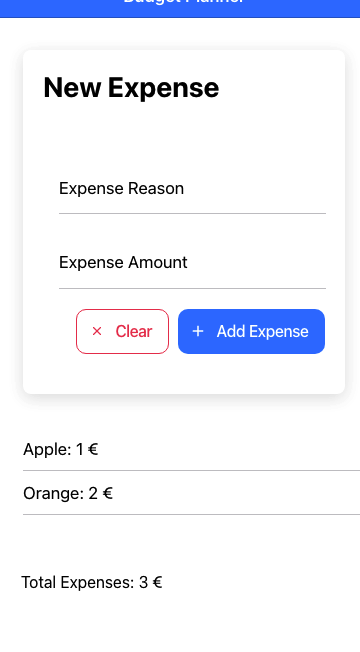 Budget Planner
New Expense
Expense Reason
Expense Amount
Clear
Add Expense
Apple: 1 €
Orange: 2 €
Total Expenses: 3 €